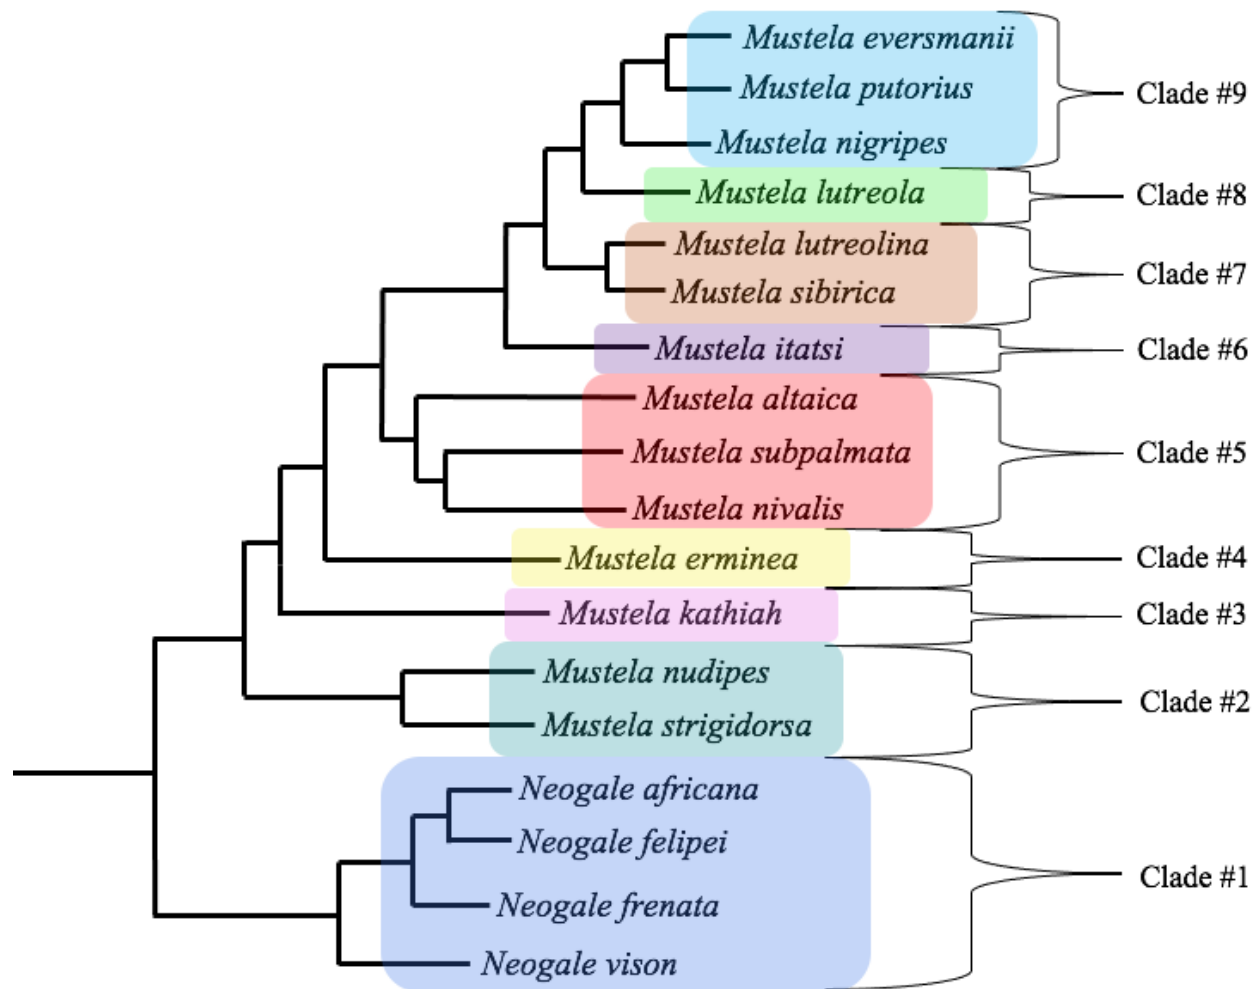 Mustela eversmanii
Mustela putorius
Clade #9
Mustela nigripes
Mustela lutreola
Clade #8
Mustela lutreolina
Clade #7
Mustela sibirica
Mustela itatsi
Clade #6
Mustela altaica
Mustela subpalmata
Clade #5
Mustela nivalis
Mustela erminea
Clade #4
Mustela kathiah
Clade #3
Mustela nudipes
Clade #2
Mustela strigidorsa
Neogale africana
Neogale felipei
Clade #1
Neogale frenata
Neogale vison